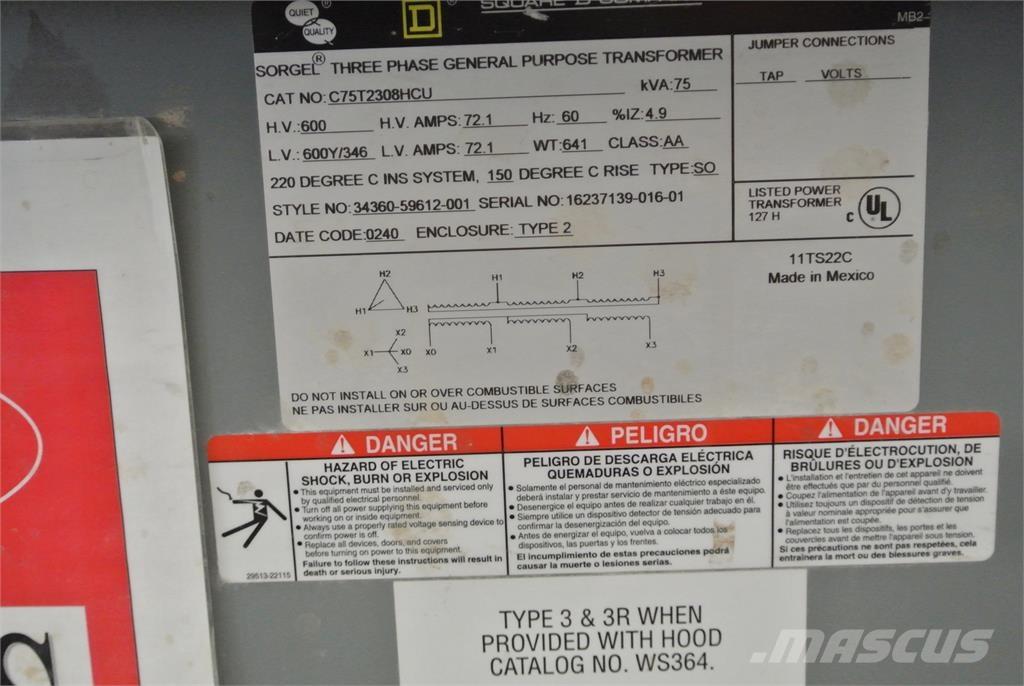 QUIET
QUALITY
®
D
®
SQUARE D
MB2-
SORGEL® THREE PHASE GENERAL PURPOSE TRANSFORMER
CAT NO: C75T2308HCU kVA: 75
H.V.: 600 H.V. AMPS: 72.1 Hz: 60 %IZ: 4.9
L.V.: 600Y/346 L.V. AMPS: 72.1 WT: 641 CLASS: AA
220 DEGREE C INS SYSTEM, 150 DEGREE C RISE TYPE: SO
STYLE NO: 34360-59612-001 SERIAL NO: 16237139-016-01
DATE CODE: 0240 ENCLOSURE: TYPE 2
JUMPER CONNECTIONS
TAP VOLTS
LISTED POWER
TRANSFORMER
127 H
C UL
11TS22C
Made in Mexico
H2
H1 H3
H1 H2 H3
X2
X1 X0
X3
X0 X1 X2 X3
DO NOT INSTALL ON OR OVER COMBUSTIBLE SURFACES
NE PAS INSTALLER SUR OU AU-DESSUS DE SURFACES COMBUSTIBLES
DANGER
HAZARD OF ELECTRIC
SHOCK, BURN OR EXPLOSION
• This equipment must be installed and serviced only
by qualified electrical personnel.
• Turn off all power supplying this equipment before
working on or inside equipment.
• Always use a properly rated voltage sensing device to
confirm power is off.
• Replace all devices, doors, and covers
before turning on power to this equipment.
Failure to follow these instructions will result in
death or serious injury.
29513-22115
PELIGRO
PELIGRO DE DESCARGA ELÉCTRICA
QUEMADURAS O EXPLOSIÓN
• Solamente el personal de mantenimiento eléctrico especializado
deberá instalar y prestar servicio de mantenimiento a éste equipo.
• Desenergice el equipo antes de realizar cualquier trabajo en él.
• Siempre utilice un dispositivo detector de tensión adecuado para
confirmar la desenergización del equipo.
• Antes de energizar el equipo, vuelva a colocar todos los
dispositivos, las puertas y los frentes.
El incumplimiento de estas precauciones podrá
causar la muerte o lesiones serias.
DANGER
RISQUE D'ÉLECTROCUTION, DE
BRÛLURES OU D'EXPLOSION
• L'installation et l'entretien de cet appareil ne doivent
être effectués que par du personnel qualifié.
• Coupez l'alimentation de l'appareil avant d'y travailler.
• Utilisez toujours un dispositif de détection de tension
à valeur nominale appropriée pour s'assurer que
l'alimentation est coupée.
• Replacez tous les dispositifs, les portes et les
couvercles avant de mettre l'appareil sous tension.
Si ces précautions ne sont pas respectées, cela
entraînera la mort ou des blessures graves.
TYPE 3 & 3R WHEN
PROVIDED WITH HOOD
CATALOG NO. WS364.
MASCUS